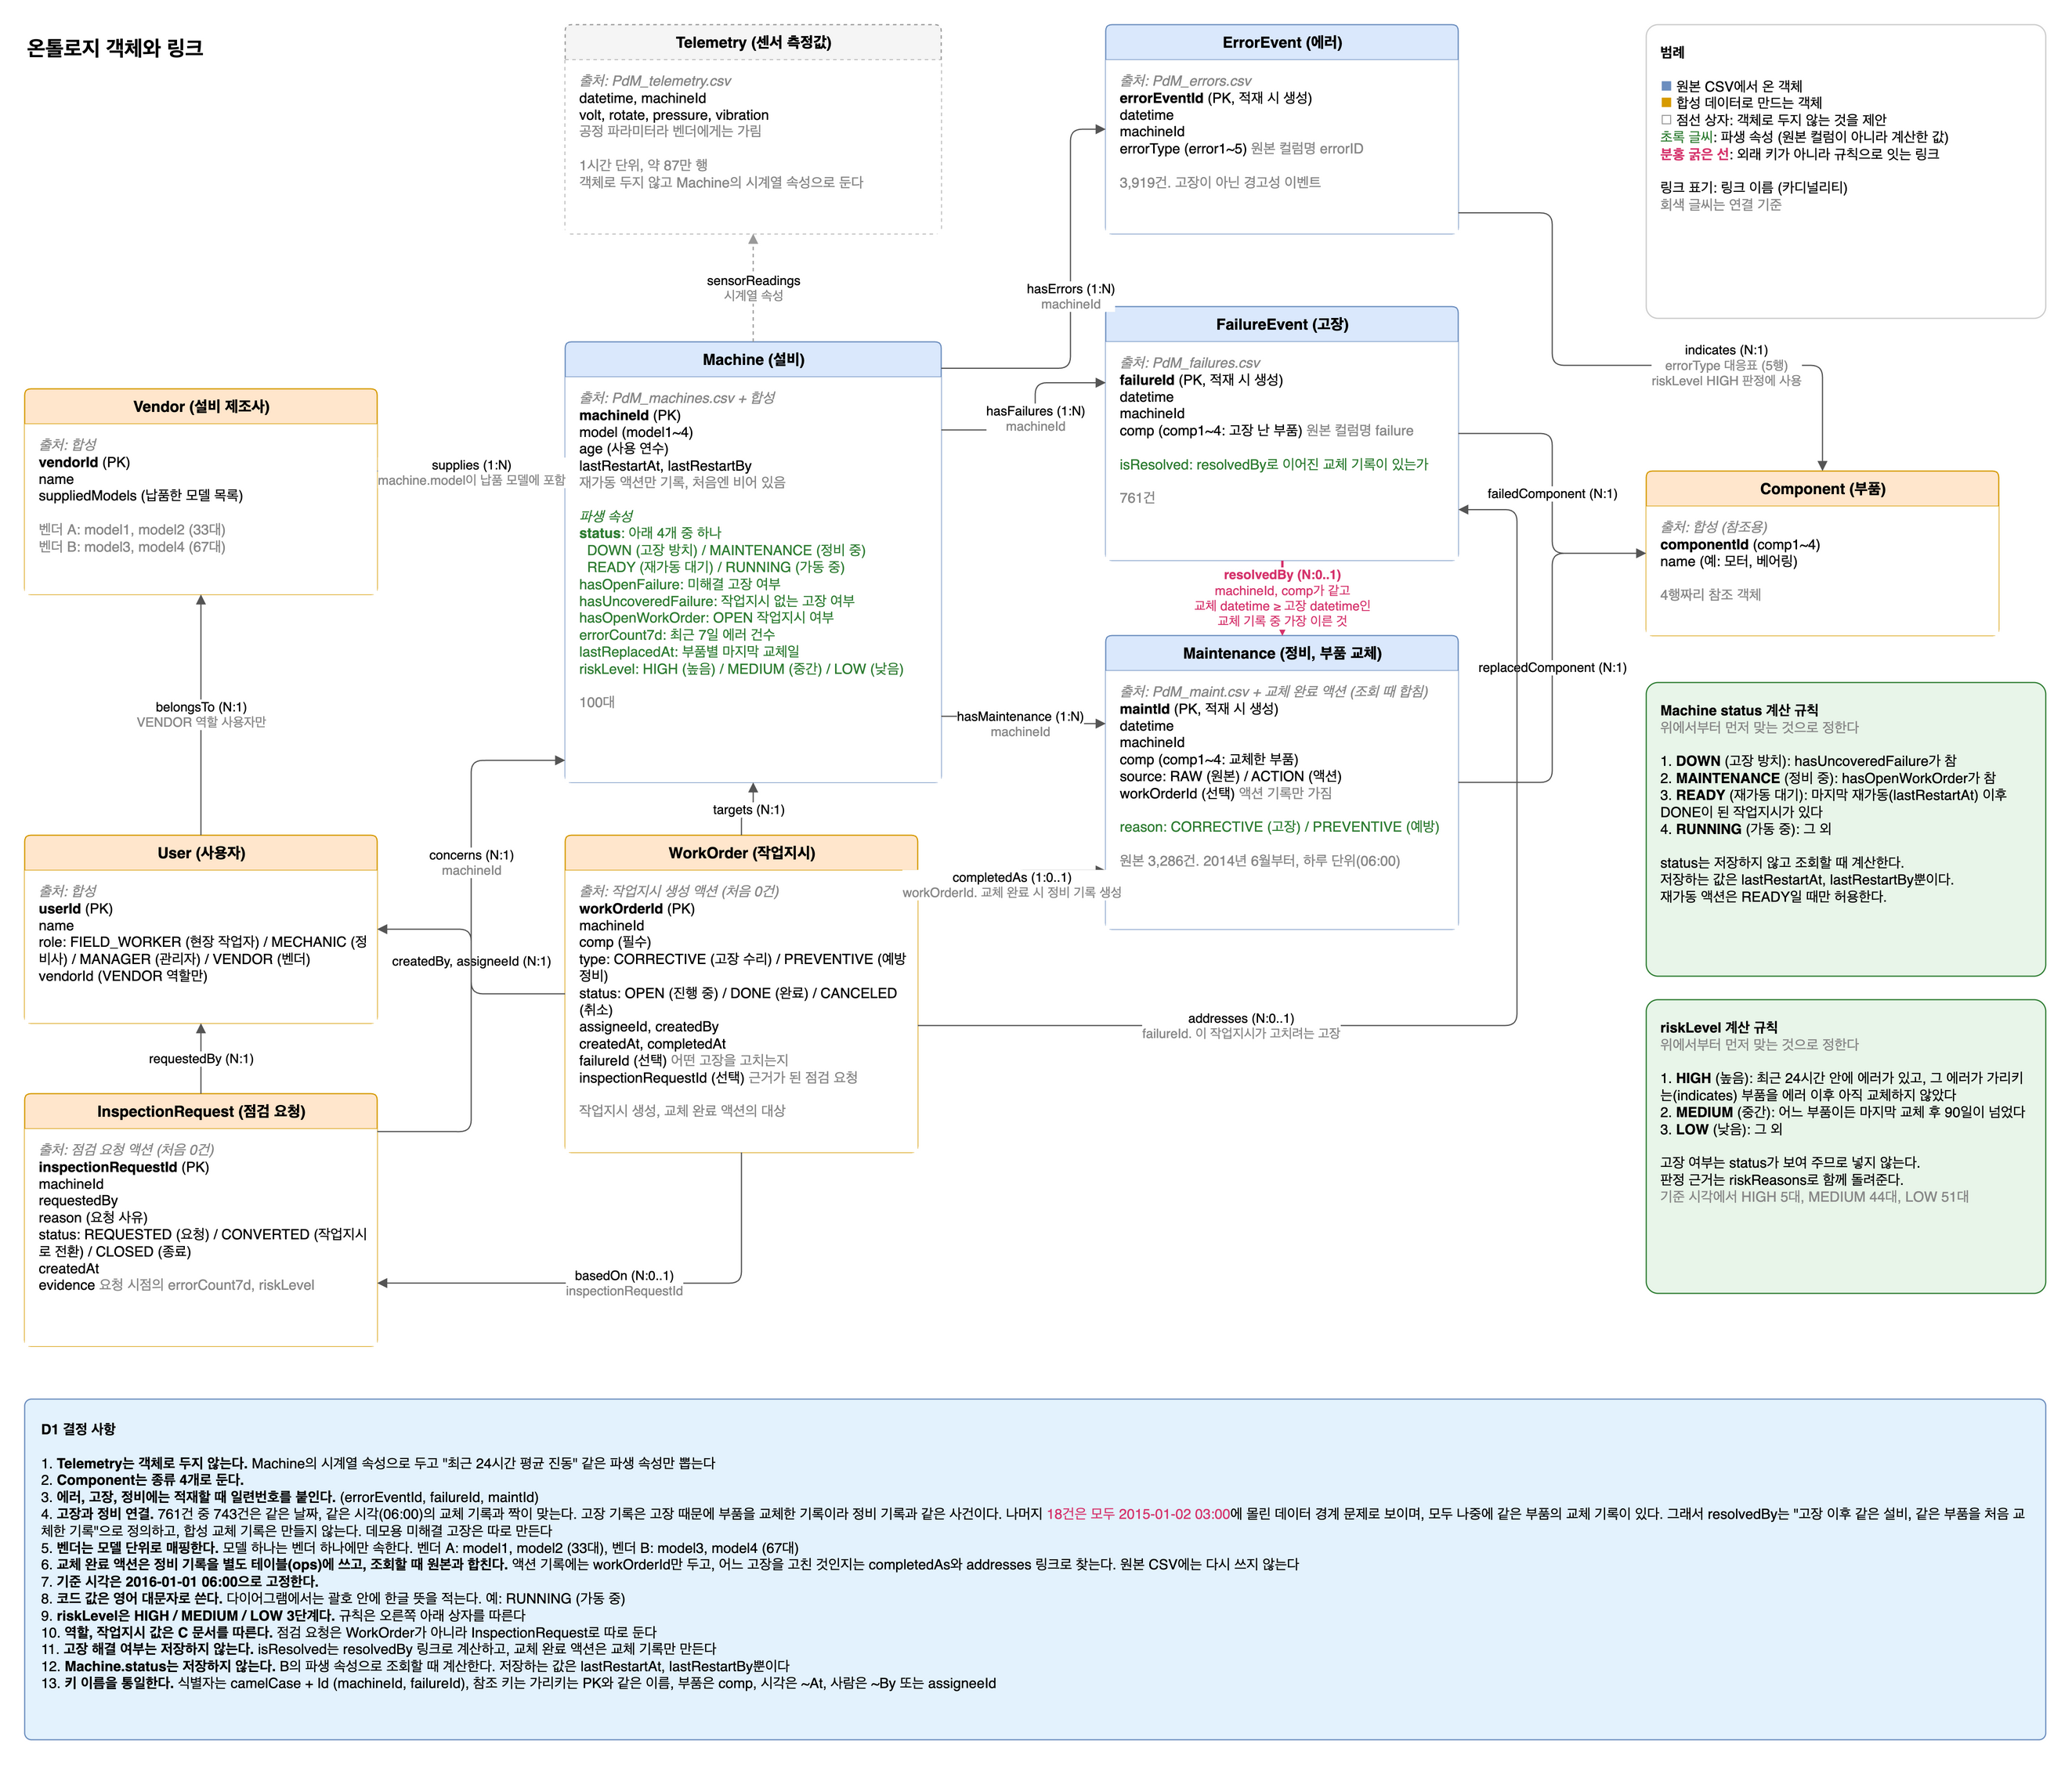 온톨로지 객체와 링크
Telemetry (센서 측정값)
출처: PdM_telemetry.csv
datetime, machineId
volt, rotate, pressure, vibration
공정 파라미터라 벤더에게는 가림
1시간 단위, 약 87만 행
객체로 두지 않고 Machine의 시계열 속성으로 둔다
ErrorEvent (에러)
출처: PdM_errors.csv
errorEventId (PK, 적재 시 생성)
datetime
machineId
errorType (error1~5) 원본 컬럼명 errorID
3,919건. 고장이 아닌 경고성 이벤트
범례
원본 CSV에서 온 객체
합성 데이터로 만드는 객체
점선 상자: 객체로 두지 않는 것을 제안
초록 글씨: 파생 속성 (원본 컬럼이 아니라 계산한 값)
분홍 굵은 선: 외래 키가 아니라 규칙으로 잇는 링크
링크 표기: 링크 이름 (카디널리티)
회색 글씨는 연결 기준
sensorReadings
시계열 속성
hasErrors (1:N)
machineId
FailureEvent (고장)
출처: PdM_failures.csv
failureId (PK, 적재 시 생성)
datetime
machineId
comp (comp1~4: 고장 난 부품) 원본 컬럼명 failure
isResolved: resolvedBy로 이어진 교체 기록이 있는가
761건
indicates (N:1)
errorType 대응표 (5행)
riskLevel HIGH 판정에 사용
Machine (설비)
출처: PdM_machines.csv + 합성
machineId (PK)
model (model1~4)
age (사용 연수)
lastRestartAt, lastRestartBy
재가동 액션만 기록, 처음엔 비어 있음
파생 속성
status: 아래 4개 중 하나
DOWN (고장 방치) / MAINTENANCE (정비 중)
READY (재가동 대기) / RUNNING (가동 중)
hasOpenFailure: 미해결 고장 여부
hasUncoveredFailure: 작업지시 없는 고장 여부
hasOpenWorkOrder: OPEN 작업지시 여부
errorCount7d: 최근 7일 에러 건수
lastReplacedAt: 부품별 마지막 교체일
riskLevel: HIGH (높음) / MEDIUM (중간) / LOW (낮음)
100대
hasFailures (1:N)
machineId
Vendor (설비 제조사)
출처: 합성
vendorId (PK)
name
suppliedModels (납품한 모델 목록)
벤더 A: model1, model2 (33대)
벤더 B: model3, model4 (67대)
supplies (1:N)
machine.model이 납품 모델에 포함
failedComponent (N:1)
Component (부품)
출처: 합성 (참조용)
componentId (comp1~4)
name (예: 모터, 베어링)
4행짜리 참조 객체
resolvedBy (N:0..1)
machineId, comp가 같고
교체 datetime ≥ 고장 datetime인
교체 기록 중 가장 이른 것
replacedComponent (N:1)
Maintenance (정비, 부품 교체)
출처: PdM_maint.csv + 교체 완료 액션 (조회 때 합침)
maintId (PK, 적재 시 생성)
datetime
machineId
comp (comp1~4: 교체한 부품)
source: RAW (원본) / ACTION (액션)
workOrderId (선택) 액션 기록만 가짐
reason: CORRECTIVE (고장) / PREVENTIVE (예방)
원본 3,286건. 2014년 6월부터, 하루 단위(06:00)
belongsTo (N:1)
VENDOR 역할 사용자만
hasMaintenance (1:N)
machineId
Machine status 계산 규칙
위에서부터 먼저 맞는 것으로 정한다
1. DOWN (고장 방치): hasUncoveredFailure가 참
2. MAINTENANCE (정비 중): hasOpenWorkOrder가 참
3. READY (재가동 대기): 마지막 재가동(lastRestartAt) 이후
DONE이 된 작업지시가 있다
4. RUNNING (가동 중): 그 외
status는 저장하지 않고 조회할 때 계산한다.
저장하는 값은 lastRestartAt, lastRestartBy뿐이다.
재가동 액션은 READY일 때만 허용한다.
targets (N:1)
User (사용자)
출처: 합성
userId (PK)
name
role: FIELD_WORKER (현장 작업자) / MECHANIC (정
비사) / MANAGER (관리자) / VENDOR (벤더)
vendorId (VENDOR 역할만)
concerns (N:1)
machineId
WorkOrder (작업지시)
출처: 작업지시 생성 액션 (처음 0건)
workOrderId (PK)
machineId
comp (필수)
type: CORRECTIVE (고장 수리) / PREVENTIVE (예방
정비)
status: OPEN (진행 중) / DONE (완료) / CANCELED
(취소)
assigneeId, createdBy
createdAt, completedAt
failureId (선택) 어떤 고장을 고치는지
inspectionRequestId (선택) 근거가 된 점검 요청
작업지시 생성, 교체 완료 액션의 대상
completedAs (1:0..1)
workOrderId. 교체 완료 시 정비 기록 생성
createdBy, assigneeId (N:1)
addresses (N:0..1)
failureId. 이 작업지시가 고치려는 고장
requestedBy (N:1)
riskLevel 계산 규칙
위에서부터 먼저 맞는 것으로 정한다
1. HIGH (높음): 최근 24시간 안에 에러가 있고, 그 에러가 가리키
는(indicates) 부품을 에러 이후 아직 교체하지 않았다
2. MEDIUM (중간): 어느 부품이든 마지막 교체 후 90일이 넘었다
3. LOW (낮음): 그 외
고장 여부는 status가 보여 주므로 넣지 않는다.
판정 근거는 riskReasons로 함께 돌려준다.
기준 시각에서 HIGH 5대, MEDIUM 44대, LOW 51대
InspectionRequest (점검 요청)
출처: 점검 요청 액션 (처음 0건)
inspectionRequestId (PK)
machineId
requestedBy
reason (요청 사유)
status: REQUESTED (요청) / CONVERTED (작업지시
로 전환) / CLOSED (종료)
createdAt
evidence 요청 시점의 errorCount7d, riskLevel
basedOn (N:0..1)
inspectionRequestId
D1 결정 사항
1. Telemetry는 객체로 두지 않는다. Machine의 시계열 속성으로 두고 "최근 24시간 평균 진동" 같은 파생 속성만 뽑는다
2. Component는 종류 4개로 둔다.
3. 에러, 고장, 정비에는 적재할 때 일련번호를 붙인다. (errorEventId, failureId, maintId)
4. 고장과 정비 연결. 761건 중 743건은 같은 날짜, 같은 시각(06:00)의 교체 기록과 짝이 맞는다. 고장 기록은 고장 때문에 부품을 교체한 기록이라 정비 기록과 같은 사건이다. 나머지 18건은 모두 2015-01-02 03:00에 몰린 데이터 경계 문제로 보이며, 모두 나중에 같은 부품의 교체 기록이 있다. 그래서 resolvedBy는 "고장 이후 같은 설비, 같은 부품을 처음 교
체한 기록"으로 정의하고, 합성 교체 기록은 만들지 않는다. 데모용 미해결 고장은 따로 만든다
5. 벤더는 모델 단위로 매핑한다. 모델 하나는 벤더 하나에만 속한다. 벤더 A: model1, model2 (33대), 벤더 B: model3, model4 (67대)
6. 교체 완료 액션은 정비 기록을 별도 테이블(ops)에 쓰고, 조회할 때 원본과 합친다. 액션 기록에는 workOrderId만 두고, 어느 고장을 고친 것인지는 completedAs와 addresses 링크로 찾는다. 원본 CSV에는 다시 쓰지 않는다
7. 기준 시각은 2016-01-01 06:00으로 고정한다.
8. 코드 값은 영어 대문자로 쓴다. 다이어그램에서는 괄호 안에 한글 뜻을 적는다. 예: RUNNING (가동 중)
9. riskLevel은 HIGH / MEDIUM / LOW 3단계다. 규칙은 오른쪽 아래 상자를 따른다
10. 역할, 작업지시 값은 C 문서를 따른다. 점검 요청은 WorkOrder가 아니라 InspectionRequest로 따로 둔다
11. 고장 해결 여부는 저장하지 않는다. isResolved는 resolvedBy 링크로 계산하고, 교체 완료 액션은 교체 기록만 만든다
12. Machine.status는 저장하지 않는다. B의 파생 속성으로 조회할 때 계산한다. 저장하는 값은 lastRestartAt, lastRestartBy뿐이다
13. 키 이름을 통일한다. 식별자는 camelCase + Id (machineId, failureId), 참조 키는 가리키는 PK와 같은 이름, 부품은 comp, 시각은 ~At, 사람은 ~By 또는 assigneeId